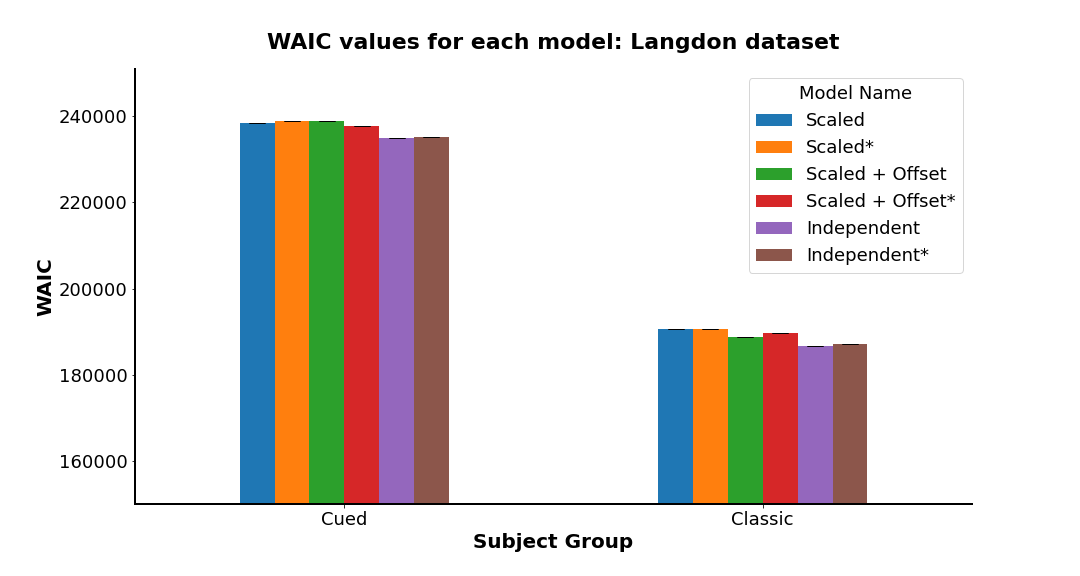 WAIC values for each model: Langdon dataset
WAIC
240000
220000
200000
180000
160000
Model Name
Scaled
Scaled*
Scaled + Offset
Scaled + Offset*
Independent
Independent*
Cued
Classic
Subject Group